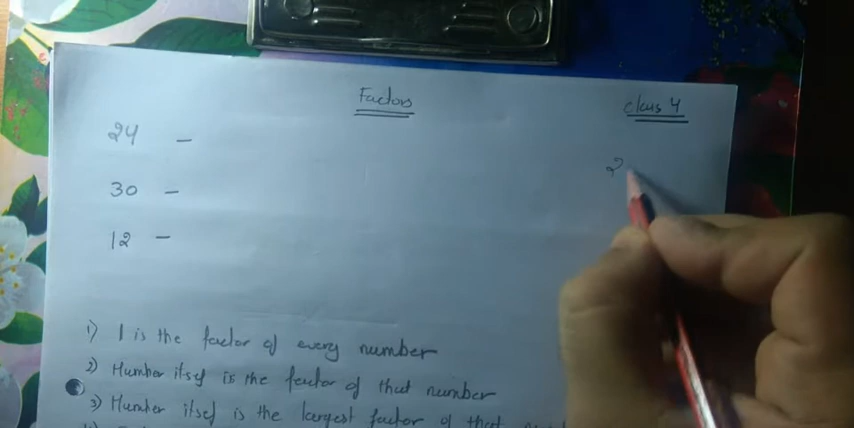 Factors
Class 4
24 -
2
30 -
12 -
1) 1 is the factor of every number
2) Number itself is the factor of that number
3) Number itself is the largest factor of that